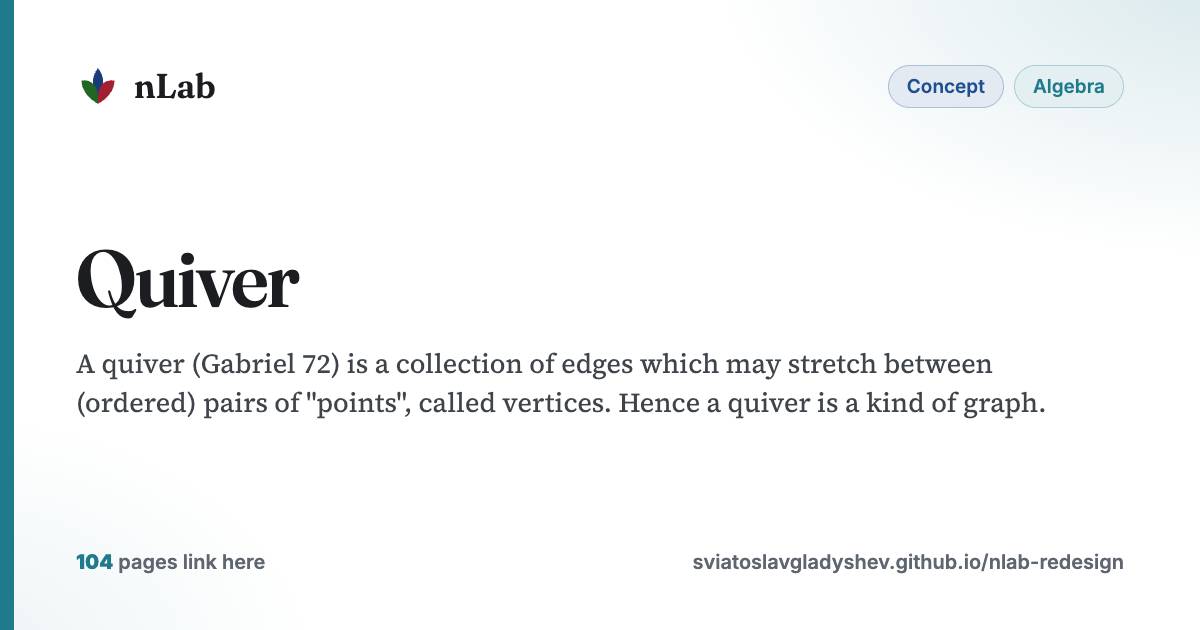 nLab
Concept
Algebra
Quiver
A quiver (Gabriel 72) is a collection of edges which may stretch between
(ordered) pairs of "points", called vertices. Hence a quiver is a kind of graph.
104 pages link here
sviatoslavgladyshev.github.io/nlab-redesign